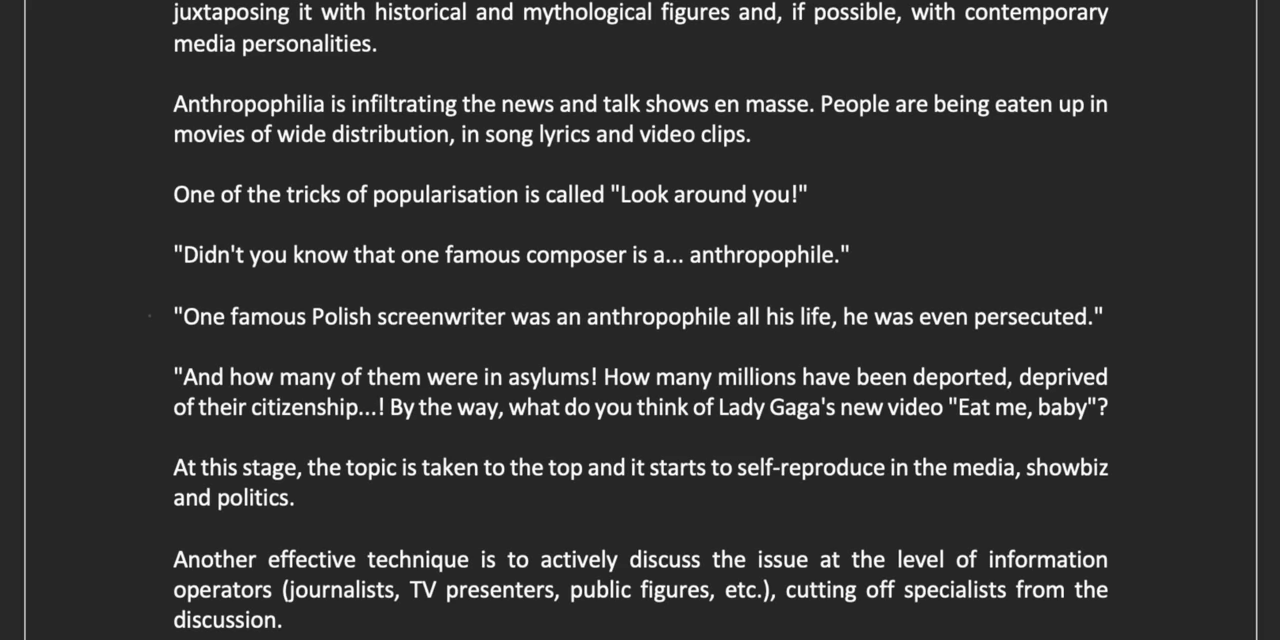 juxtaposing it with historical and mythological figures and, if possible, with contemporary
media personalities.
Anthropophilia is infiltrating the news and talk shows en masse. People are being eaten up in
movies of wide distribution, in song lyrics and video clips.
One of the tricks of popularisation is called "Look around you!"
"Didn't you know that one famous composer is a... anthropophile."
"One famous Polish screenwriter was an anthropophile all his life, he was even persecuted."
"And how many of them were in asylums! How many millions have been deported, deprived
of their citizenship...! By the way, what do you think of Lady Gaga's new video "Eat me, baby"?
At this stage, the topic is taken to the top and it starts to self-reproduce in the media, showbiz
and politics.
Another effective technique is to actively discuss the issue at the level of information
operators (journalists, TV presenters, public figures, etc.), cutting off specialists from the
discussion.